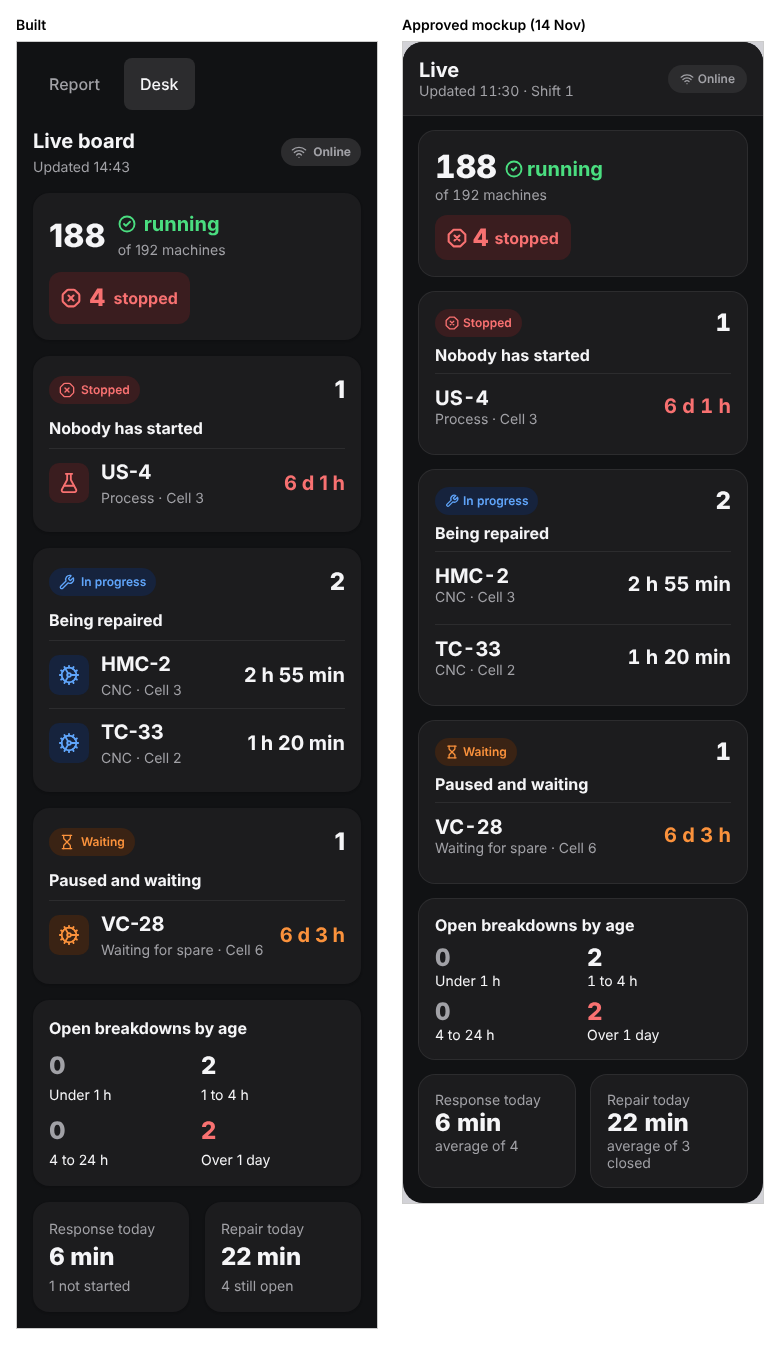 Built
Report
Desk
Live board
Updated 14:43
Online
188
running
of 192 machines
4 stopped
Stopped
1
Nobody has started
US-4
Process · Cell 3
6 d 1 h
In progress
2
Being repaired
HMC-2
CNC · Cell 3
2 h 55 min
TC-33
CNC · Cell 2
1 h 20 min
Waiting
1
Paused and waiting
VC-28
Waiting for spare · Cell 6
6 d 3 h
Open breakdowns by age
0
Under 1 h
2
1 to 4 h
0
4 to 24 h
2
Over 1 day
Response today
6 min
1 not started
Repair today
22 min
4 still open
Approved mockup (14 Nov)
Live
Updated 11:30 · Shift 1
Online
188 running
of 192 machines
4 stopped
Stopped
1
Nobody has started
US-4
Process · Cell 3
6 d 1 h
In progress
2
Being repaired
HMC-2
CNC · Cell 3
2 h 55 min
TC-33
CNC · Cell 2
1 h 20 min
Waiting
1
Paused and waiting
VC-28
Waiting for spare · Cell 6
6 d 3 h
Open breakdowns by age
0
Under 1 h
2
1 to 4 h
0
4 to 24 h
2
Over 1 day
Response today
6 min
average of 4
Repair today
22 min
average of 3
closed